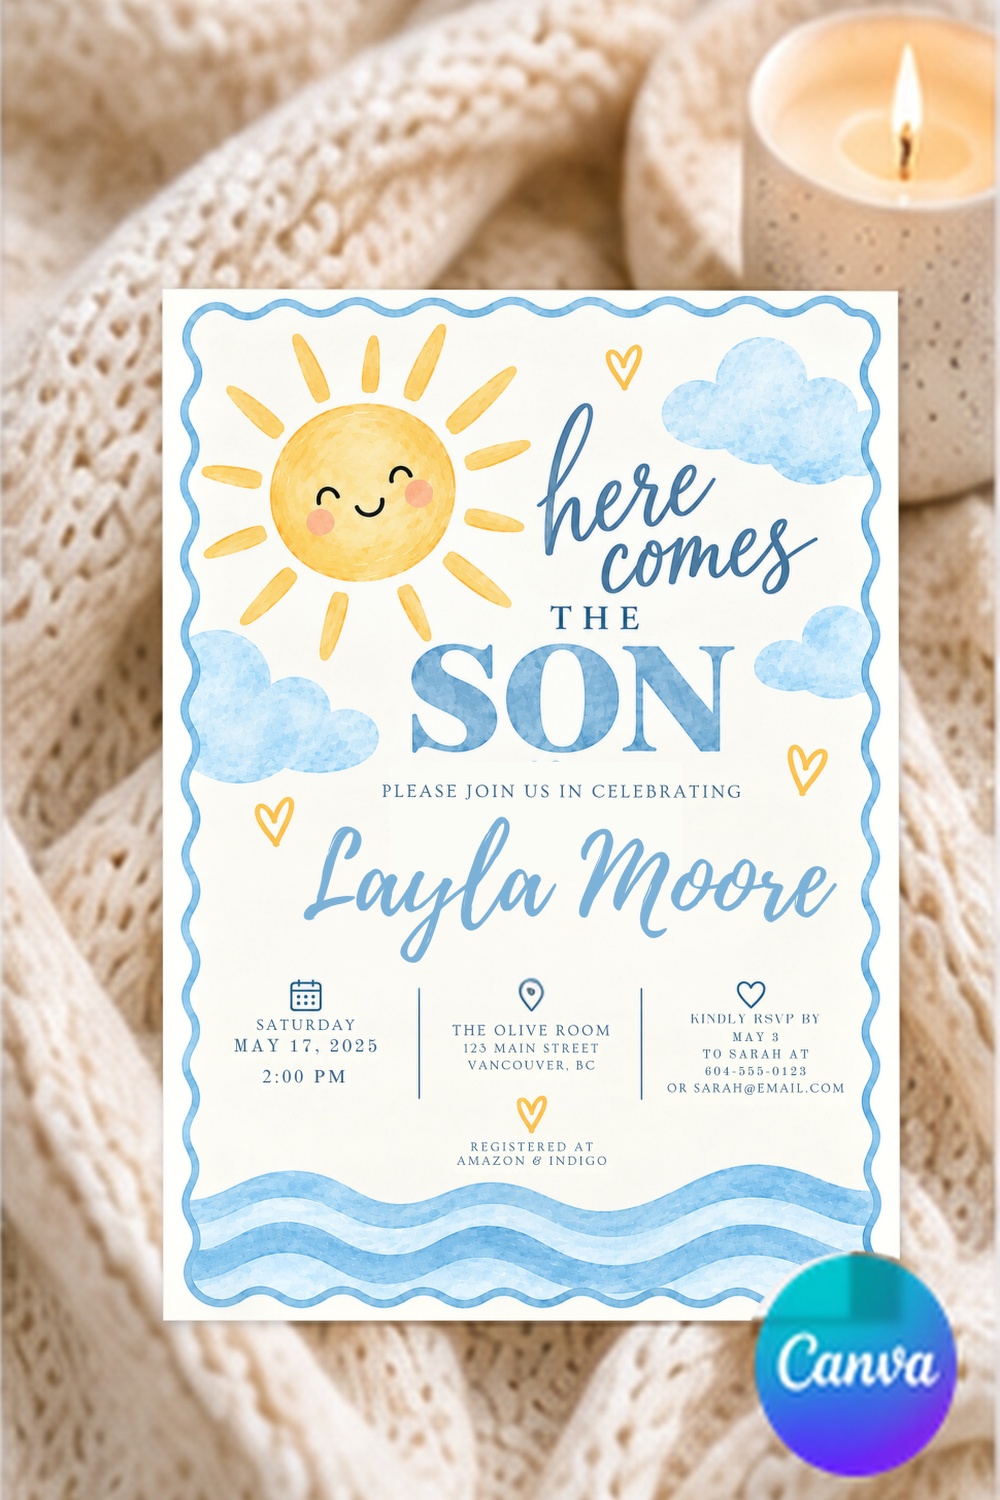 here
comes
THE
SON
PLEASE JOIN US IN CELEBRATING
Layla Moore
SATURDAY
MAY 17, 2025
2:00 PM
THE OLIVE ROOM
123 MAIN STREET
VANCOUVER, BC
KINDLY RSVP BY
MAY 3
TO SARAH AT
604-555-0123
OR SARAH@EMAIL.COM
REGISTERED AT
AMAZON & INDIGO
Canva